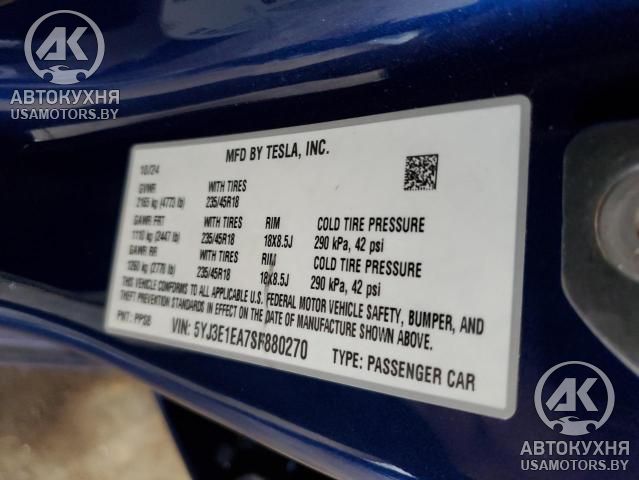 АК
АВТОКУХНЯ
USAMOTORS.BY
MFD BY TESLA, INC.
10/24
GVWR WITH TIRES
2165 kg (4773 lb) 235/45R18
GAWR FRT WITH TIRES RIM COLD TIRE PRESSURE
1110 kg (2447 lb) 235/45R18 18X8.5J 290 kPa, 42 psi
GAWR RR WITH TIRES RIM COLD TIRE PRESSURE
1260 kg (2778 lb) 235/45R18 18X8.5J 290 kPa, 42 psi
THIS VEHICLE CONFORMS TO ALL APPLICABLE U.S. FEDERAL MOTOR VEHICLE SAFETY, BUMPER, AND
THEFT PREVENTION STANDARDS IN EFFECT ON THE DATE OF MANUFACTURE SHOWN ABOVE.
PNT: PPSB
VIN: 5YJ3E1EA7SF880270
TYPE: PASSENGER CAR
АК
АВТОКУХНЯ
USAMOTORS.BY